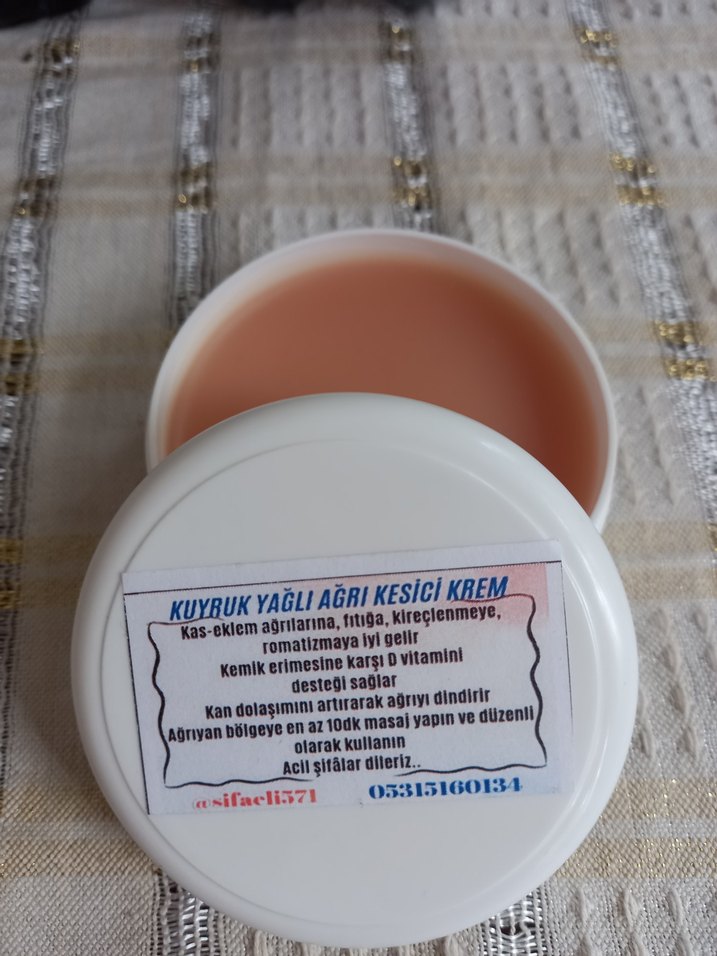 KUYRUK YAĞLI AĞRI KESİCİ KREM
Kas-eklem ağrılarına, fıtığa, kireçlenmeye,
romatizmaya iyi gelir
Kemik erimesine karşı D vitamini
desteği sağlar
Kan dolaşımını artırarak ağrıyı dindirir
Ağrıyan bölgeye en az 10dk masaj yapın ve düzenli
olarak kullanın
Acil şifâlar dileriz..
@sifaeli571 05315160134